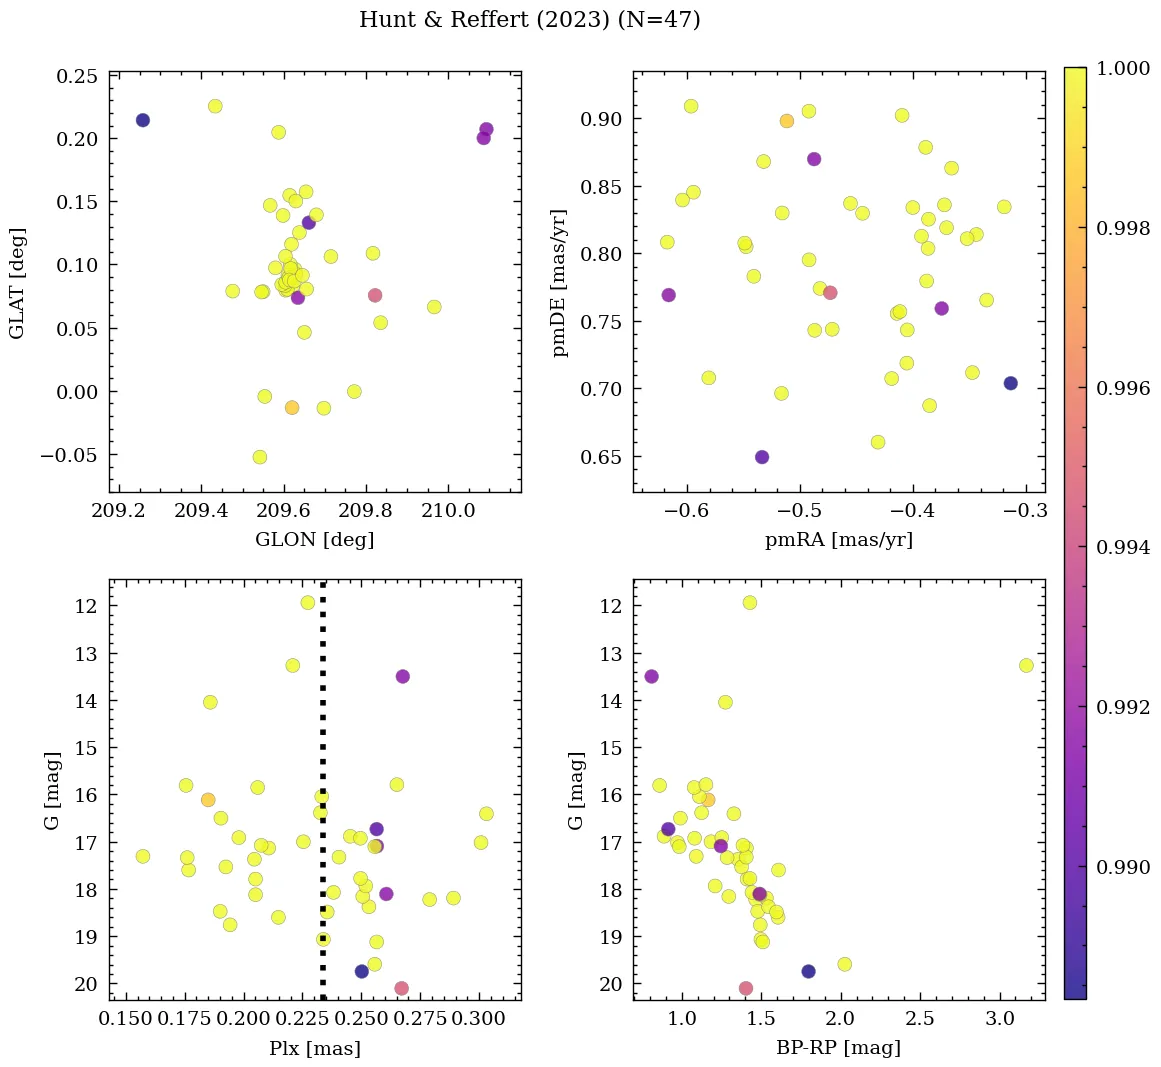 Hunt & Reffert (2023) (N=47)
0.25
0.20
0.15
0.10
0.05
0.00
−0.05
GLAT [deg]
209.2 209.4 209.6 209.8 210.0
GLON [deg]
0.90
0.85
0.80
0.75
0.70
0.65
pmDE [mas/yr]
−0.6 −0.5 −0.4 −0.3
pmRA [mas/yr]
12
13
14
15
16
17
18
19
20
G [mag]
0.150 0.175 0.200 0.225 0.250 0.275 0.300
Plx [mas]
12
13
14
15
16
17
18
19
20
G [mag]
1.0 1.5 2.0 2.5 3.0
BP-RP [mag]
1.000
0.998
0.996
0.994
0.992
0.990